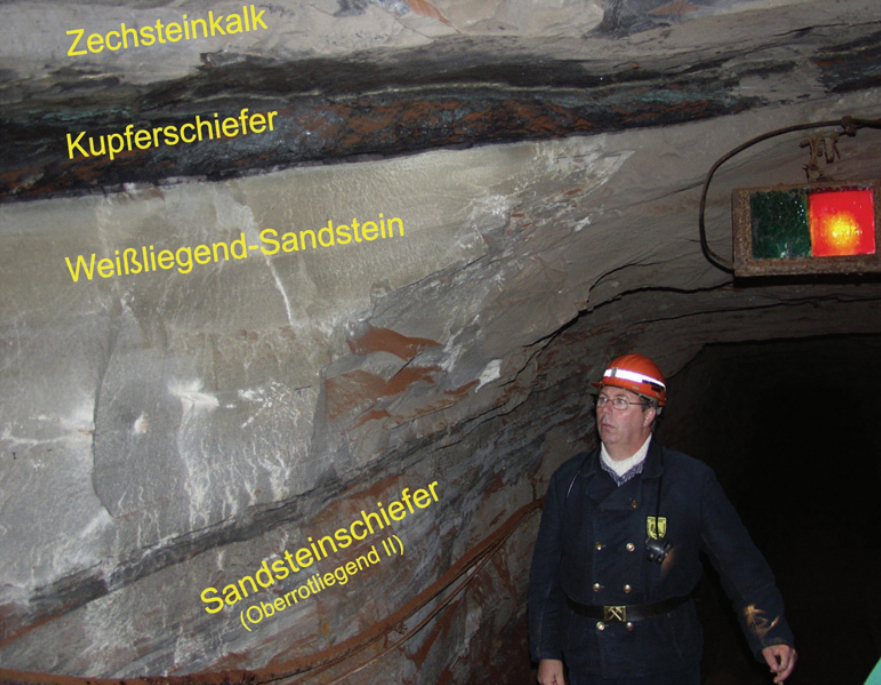 Zechsteinkalk
Kupferschiefer
Weißliegend-Sandstein
Sandsteinschiefer
(Oberrotliegend II)